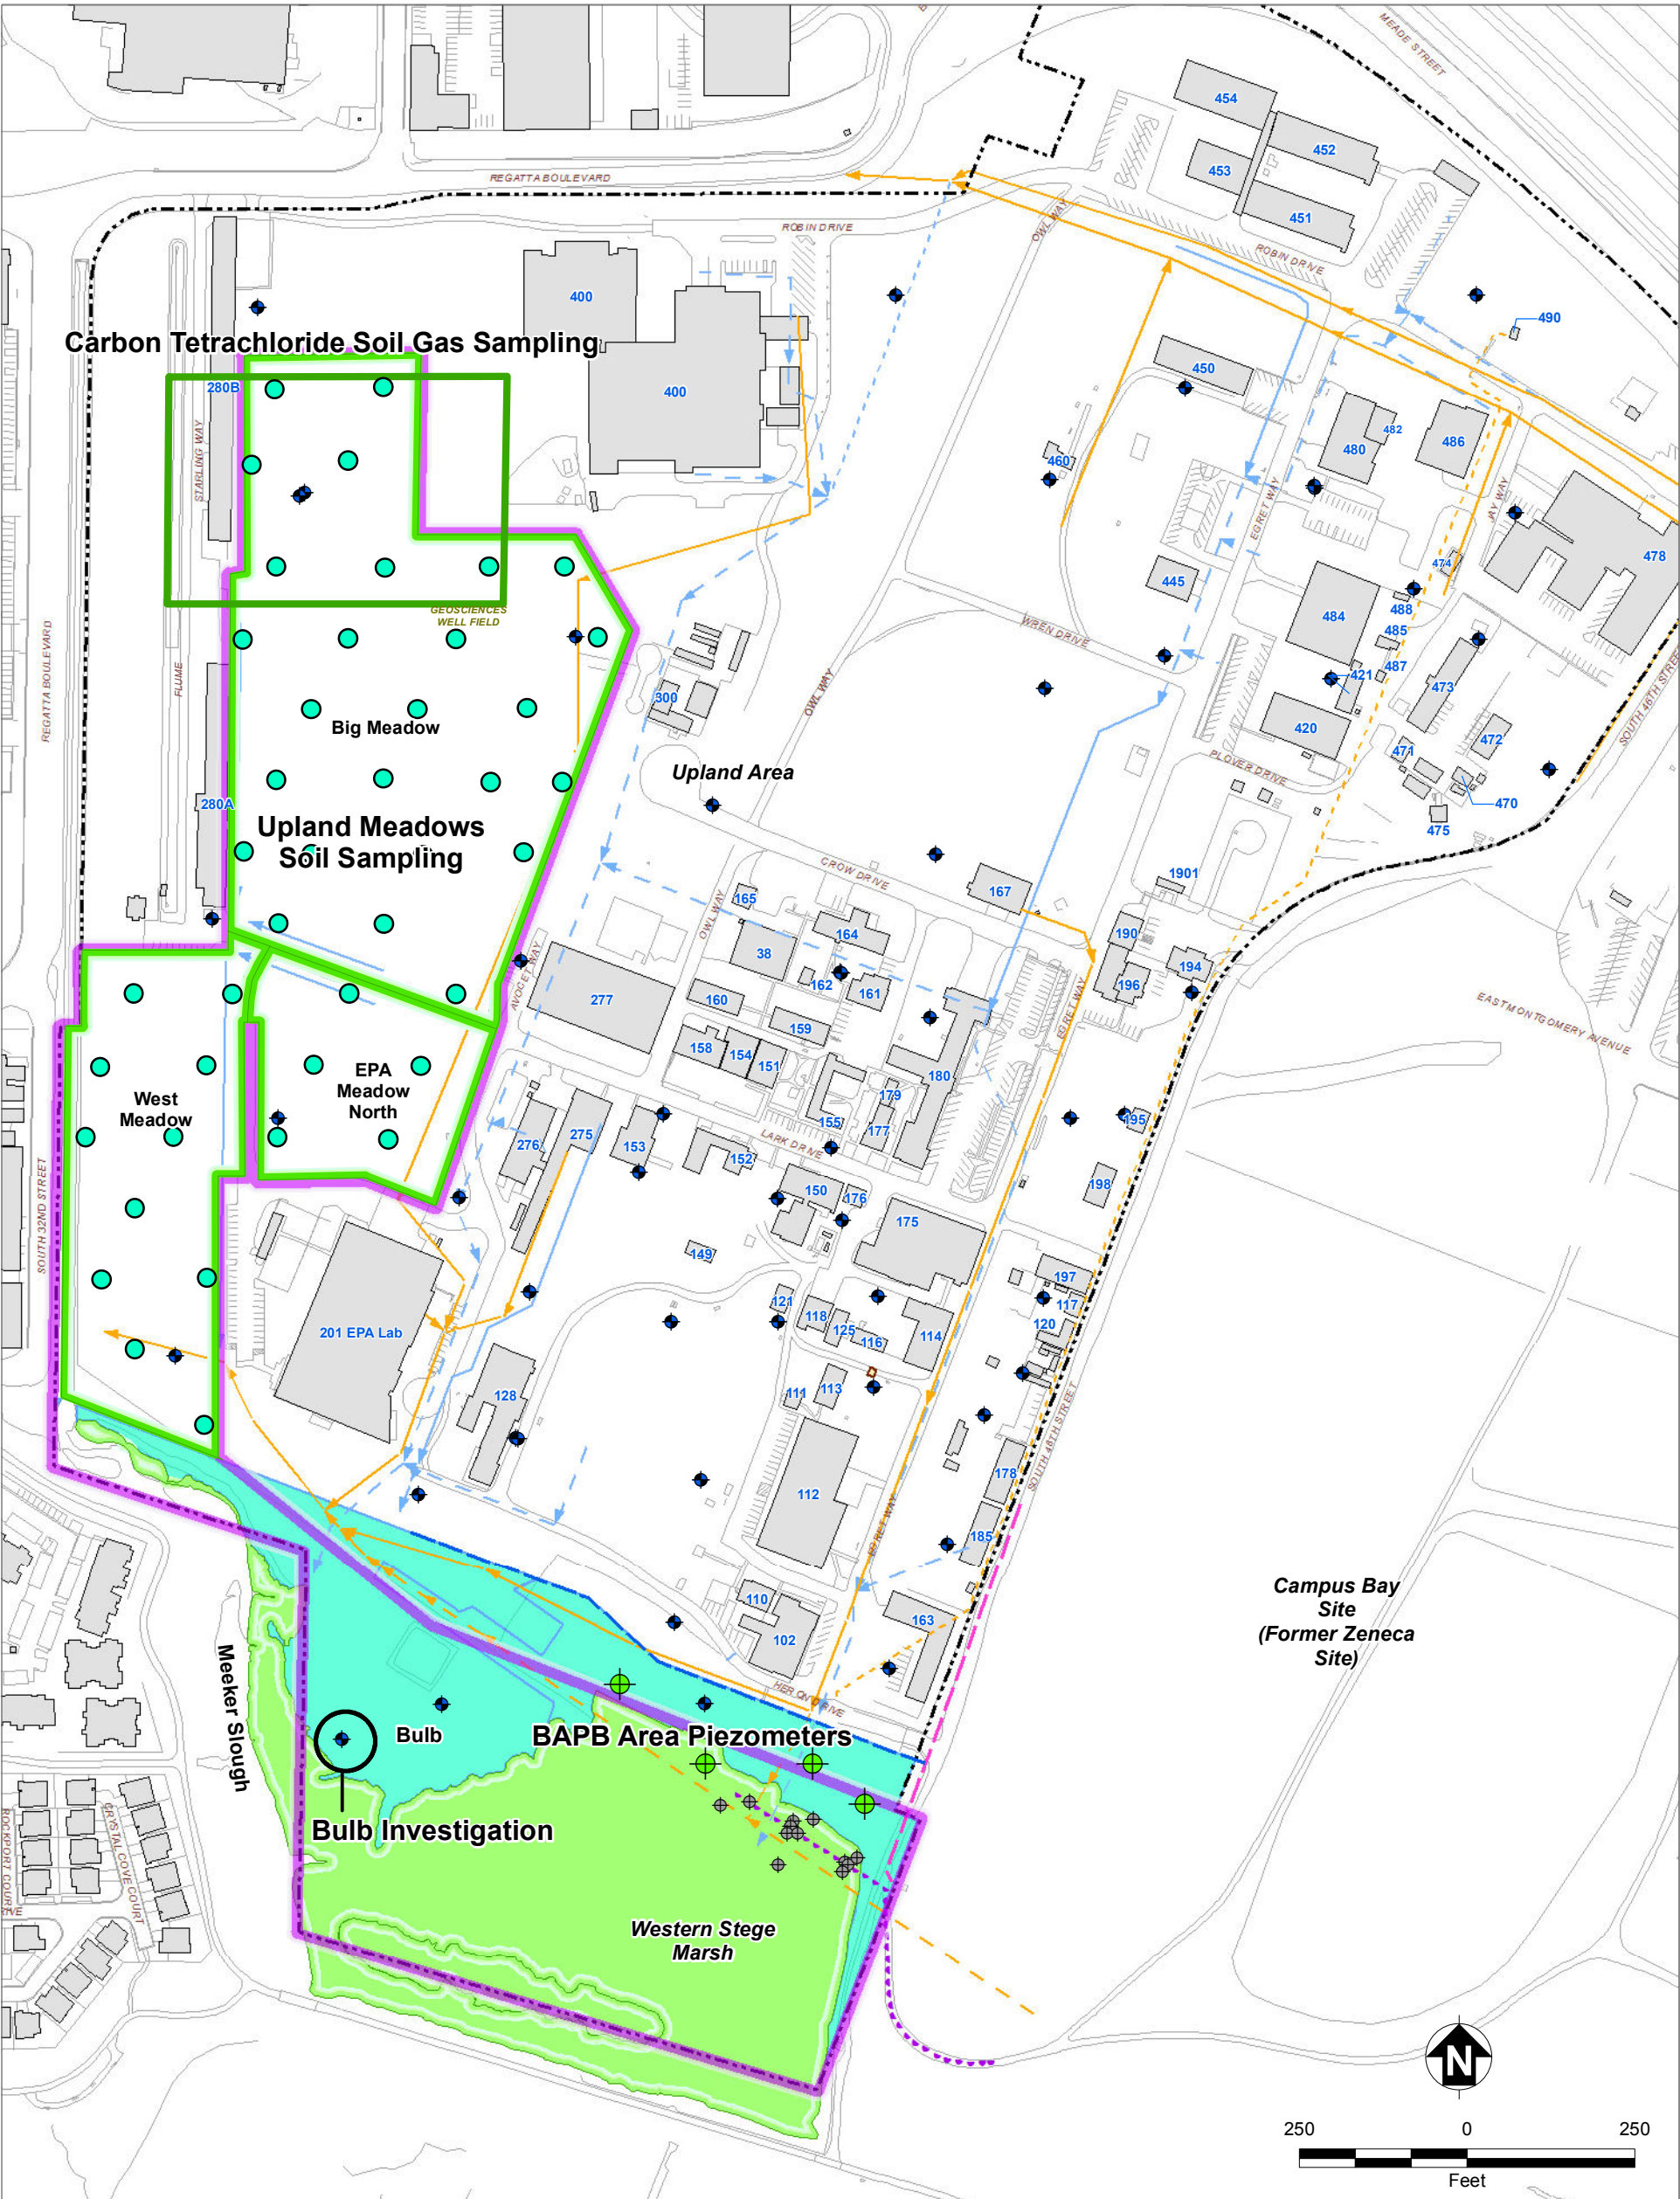 MEADE STREET
454
452
453
REGATTA BOULEVARD
451
OWL WAY
ROBIN DRIVE
ROBIN DRIVE
400
490
Carbon Tetrachloride Soil Gas Sampling
450
280B
400
482
480
486
STARLING WAY
460
JAY WAY
EGRET WAY
478
474
445
488
GEOSCIENCES
WELL FIELD
484
485
WREN DRIVE
REGATTA BOULEVARD
FLUME
487
421
300
OWL WAY
473
SOUTH 46TH STREET
Big Meadow
420
472
471
PLOVER DRIVE
Upland Area
280A
470
475
Upland Meadows
Soil Sampling
CROW DRIVE
1901
167
165
OWL WAY
164
190
38
194
AVOCET WAY
162
161
196
277
160
EGRET WAY
EAST MONTGOMERY AVENUE
159
158
154
151
EPA
Meadow
North
180
179
West
Meadow
155
177
195
LARK DRIVE
276
275
153
152
SOUTH 32ND STREET
150
176
198
175
149
197
121
117
118
125
116
120
114
201 EPA Lab
128
111
113
SOUTH 46TH STREET
178
112
EGRET WAY
185
Campus Bay
Site
(Former Zeneca
Site)
110
163
102
Meeker Slough
HERON DRIVE
Bulb
BAPB Area Piezometers
Bulb Investigation
ROCKPORT COURT
CRYSTAL COVE COURT
Western Stege
Marsh
N
250
0
250
Feet